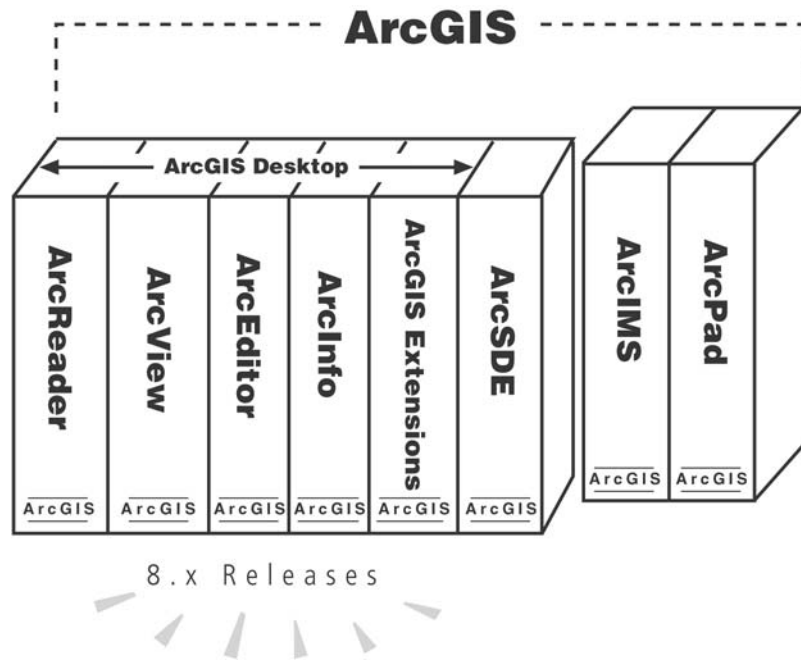 ArcGIS
ArcGIS Desktop
ArcReader
ArcView
ArcEditor
ArcInfo
ArcGIS Extensions
ArcSDE
ArcIMS
ArcPad
ArcGIS
ArcGIS
ArcGIS
ArcGIS
ArcGIS
ArcGIS
ArcGIS
ArcGIS
8.x Releases